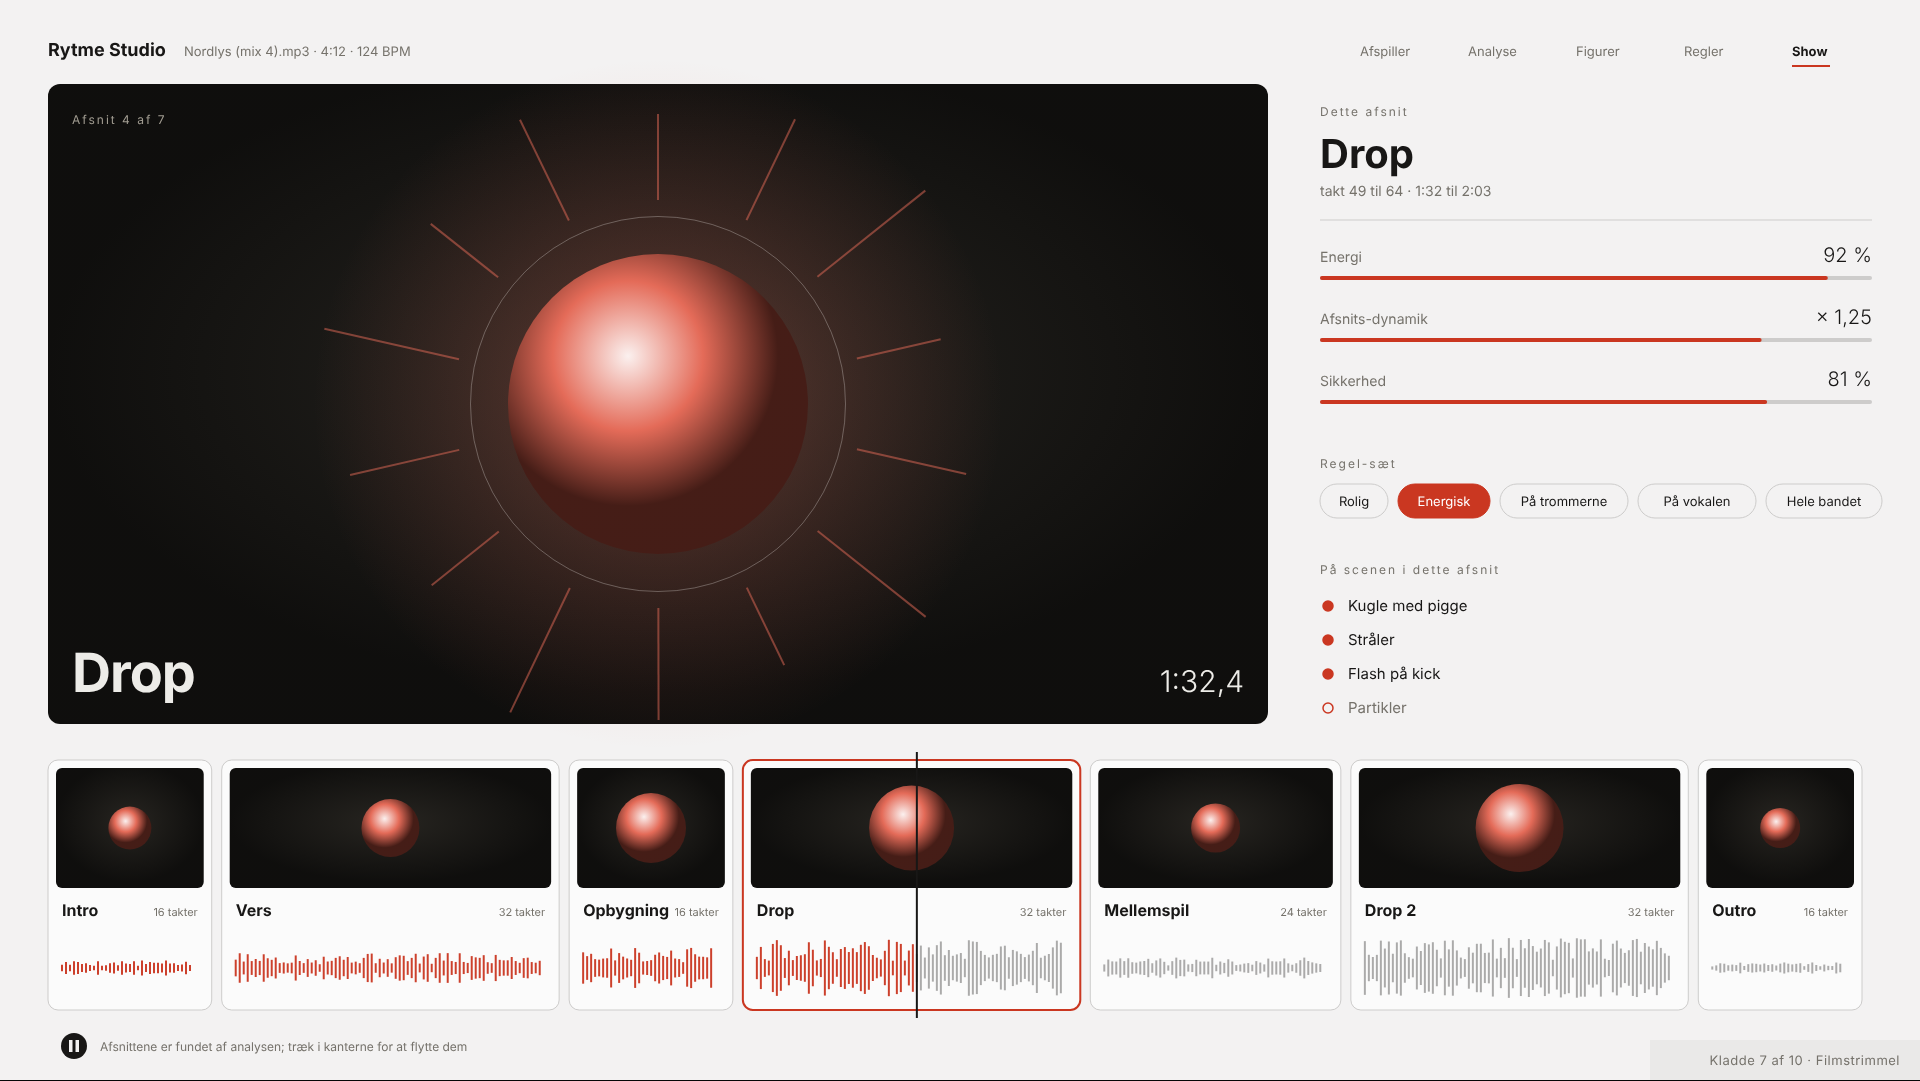 Rytme Studio
Nordlys (mix 4).mp3 · 4:12 · 124 BPM
Afspiller
Analyse
Figurer
Regler
Show
Afsnit 4 af 7
Drop
1:32,4
Dette afsnit
Drop
takt 49 til 64 · 1:32 til 2:03
Energi
92 %
Afsnits-dynamik
× 1,25
Sikkerhed
81 %
Regel-sæt
Rolig
Energisk
På trommerne
På vokalen
Hele bandet
På scenen i dette afsnit
Kugle med pigge
Stråler
Flash på kick
Partikler
Intro
16 takter
Vers
32 takter
Opbygning
16 takter
Drop
32 takter
Mellemspil
24 takter
Drop 2
32 takter
Outro
16 takter
Afsnittene er fundet af analysen; træk i kanterne for at flytte dem
Kladde 7 af 10 · Filmstrimmel